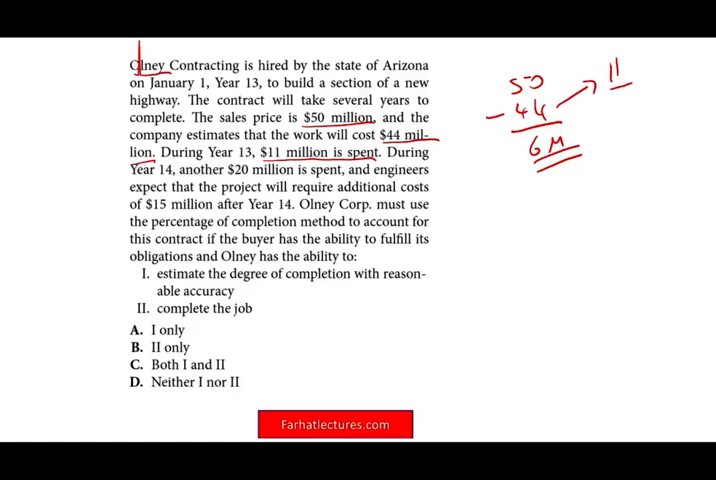 Olney Contracting is hired by the state of Arizona
on January 1, Year 13, to build a section of a new
highway. The contract will take several years to
complete. The sales price is $50 million, and the
company estimates that the work will cost $44 mil-
lion. During Year 13, $11 million is spent. During
Year 14, another $20 million is spent, and engineers
expect that the project will require additional costs
of $15 million after Year 14. Olney Corp. must use
the percentage of completion method to account for
this contract if the buyer has the ability to fulfill its
obligations and Olney has the ability to:
I. estimate the degree of completion with reason-
able accuracy
II. complete the job
A. I only
B. II only
C. Both I and II
D. Neither I nor II
50
- 44
6 M
11
Farhatlectures.com